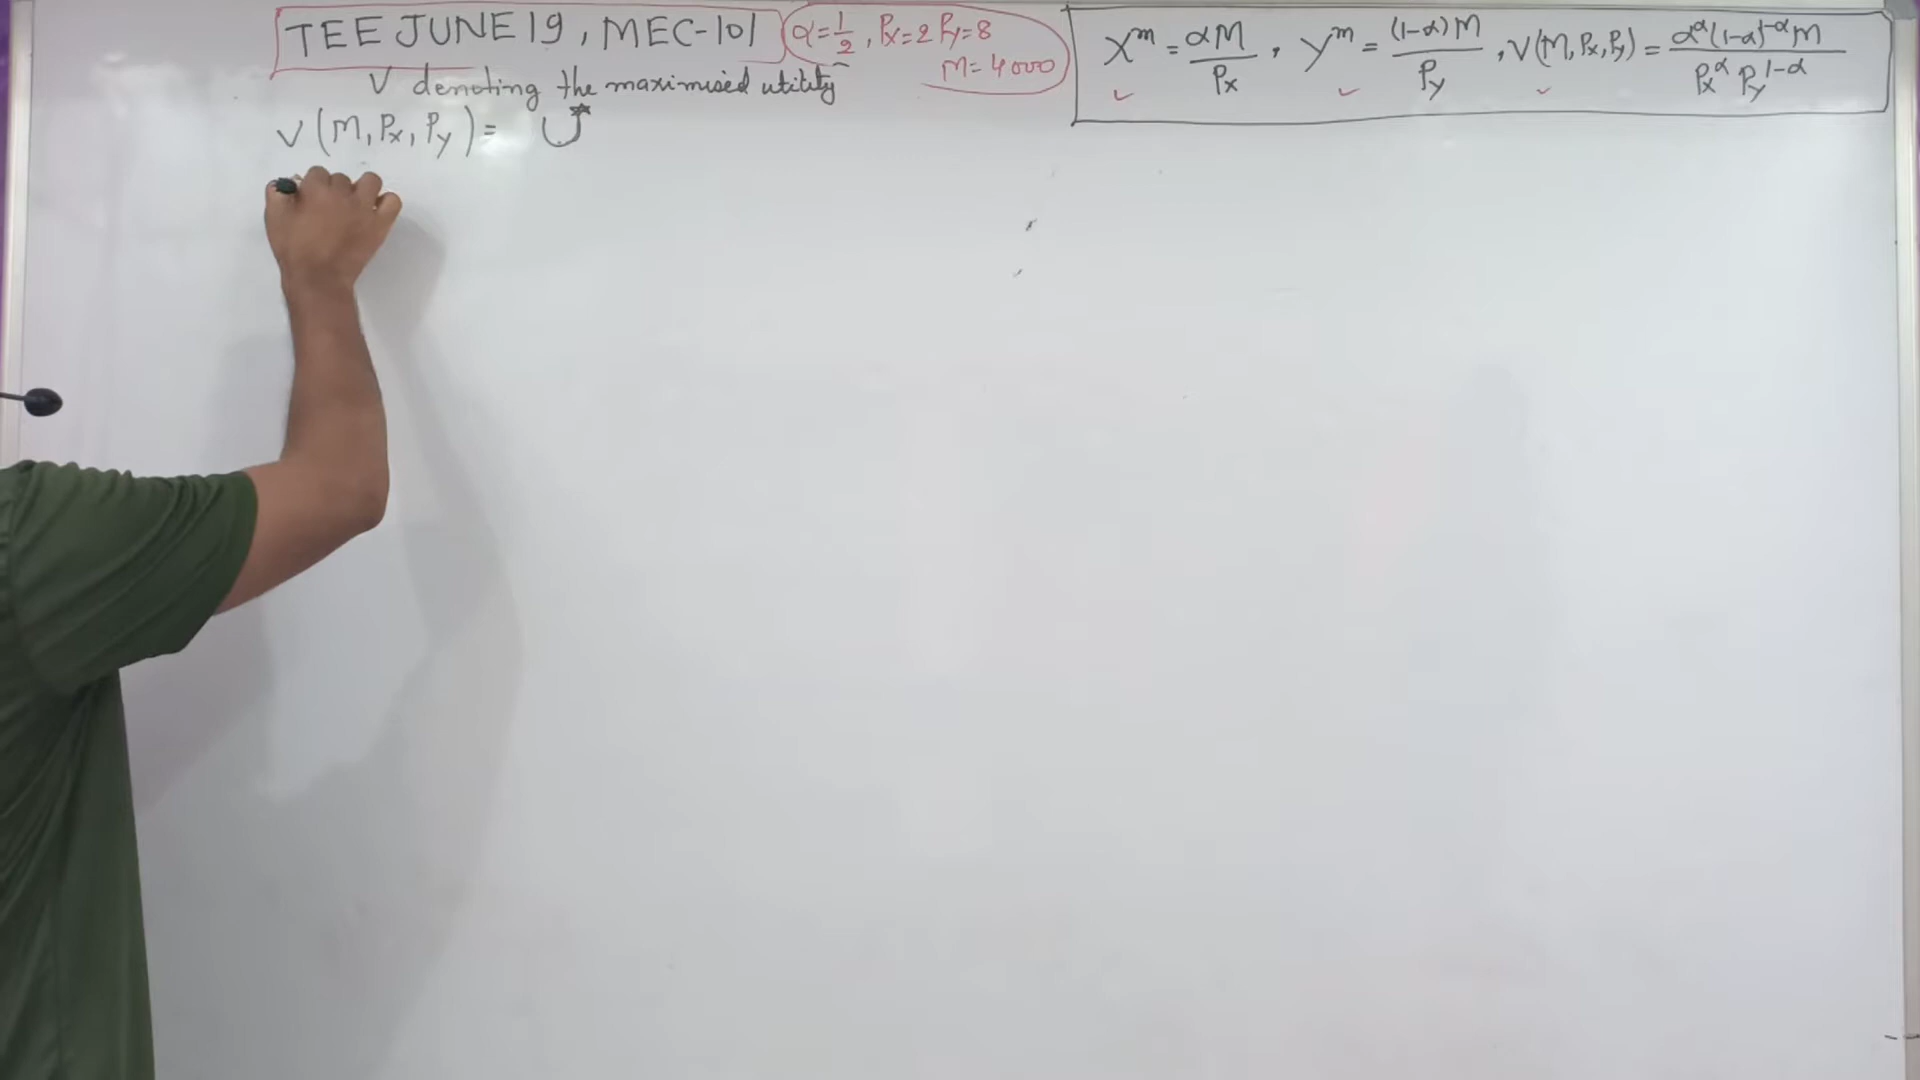 TEE JUNE 19, MEC-101
α=1/2, Px=2 Py=8
M=4000
V denoting the maximised utility
V(M, Px, Py) = U*
X^m = αM/Px, Y^m = (1-α)M/Py, V(M, Px, Py) = α^α(1-α)^1-α M / Px^α Py^1-α